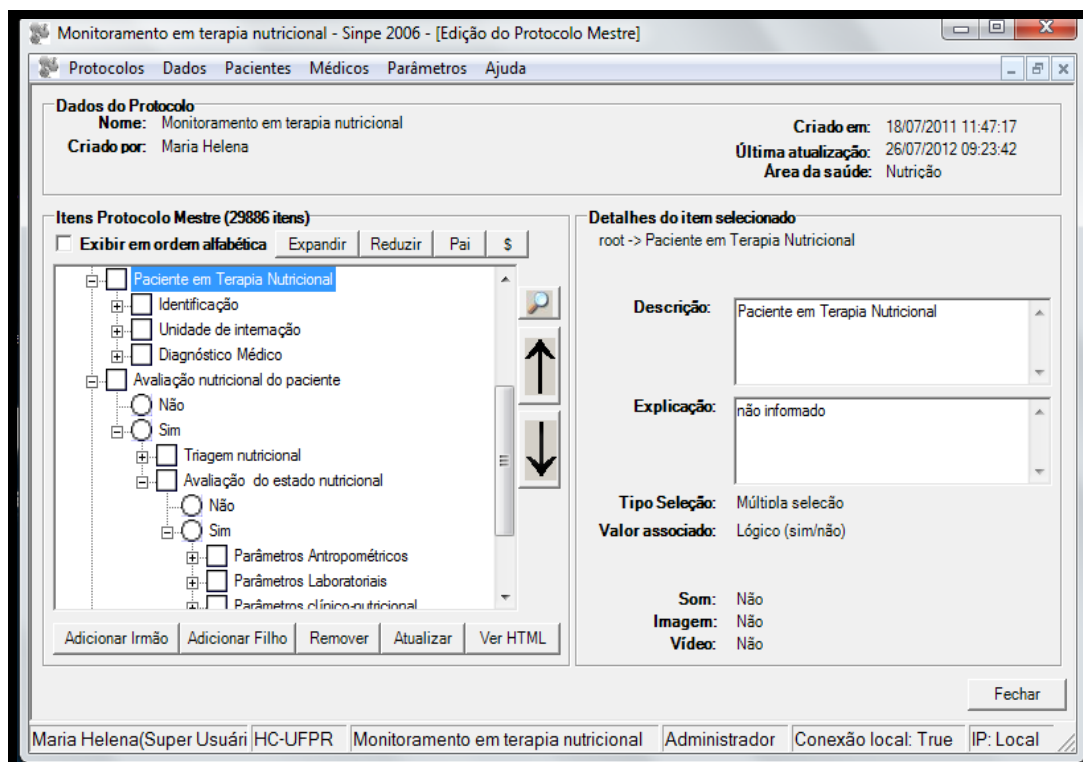 Monitoramento em terapia nutricional - Sinpe 2006 - [Edição do Protocolo Mestre]
Protocolos Dados Pacientes Médicos Parâmetros Ajuda
Dados do Protocolo
Nome: Monitoramento em terapia nutricional
Criado por: Maria Helena
Criado em: 18/07/2011 11:47:17
Última atualização: 26/07/2012 09:23:42
Área da saúde: Nutrição
Itens Protocolo Mestre (29886 itens)
Exibir em ordem alfabética Expandir Reduzir Pai $
Paciente em Terapia Nutricional
Identificação
Unidade de internação
Diagnóstico Médico
Avaliação nutricional do paciente
Não
Sim
Triagem nutricional
Avaliação do estado nutricional
Não
Sim
Parâmetros Antropométricos
Parâmetros Laboratoriais
Parâmetros clínico-nutricional
Adicionar Irmão Adicionar Filho Remover Atualizar Ver HTML
Detalhes do item selecionado
root -> Paciente em Terapia Nutricional
Descrição: Paciente em Terapia Nutricional
Explicação: não informado
Tipo Seleção: Múltipla seleção
Valor associado: Lógico (sim/não)
Som: Não
Imagem: Não
Vídeo: Não
Fechar
Maria Helena(Super Usuári HC-UFPR Monitoramento em terapia nutricional Administrador Conexão local: True IP: Local